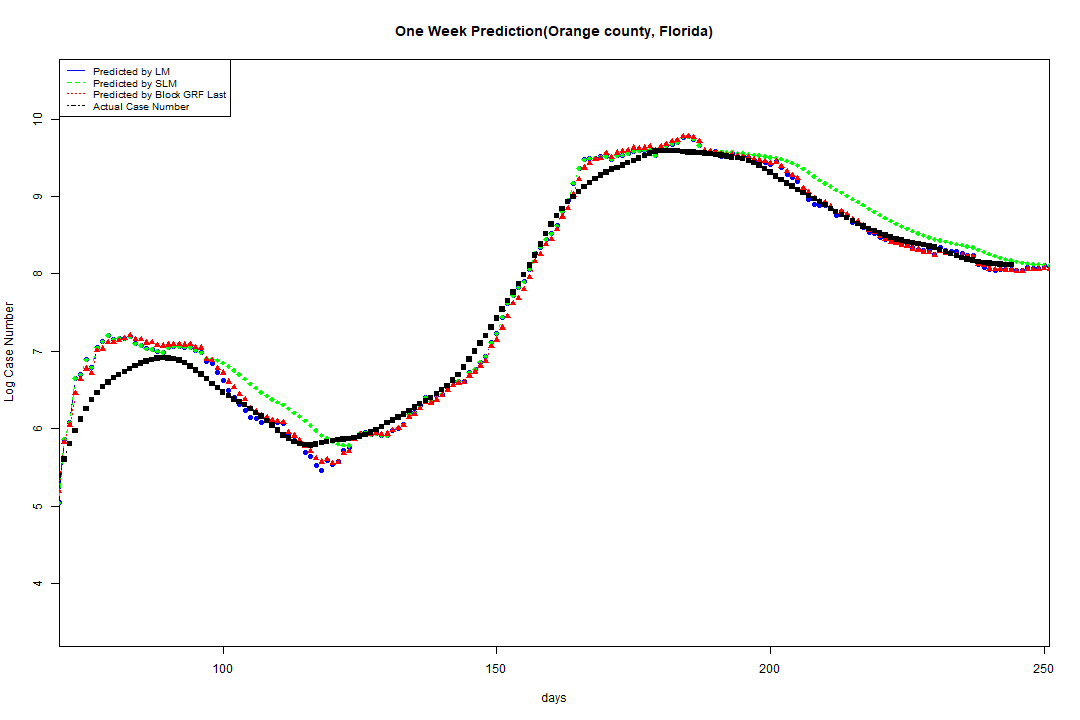 One Week Prediction(Orange county, Florida)
Predicted by LM
Predicted by SLM
Predicted by Block GRF Last
Actual Case Number
10
9
8
7
6
5
4
Log Case Number
100
150
200
250
days